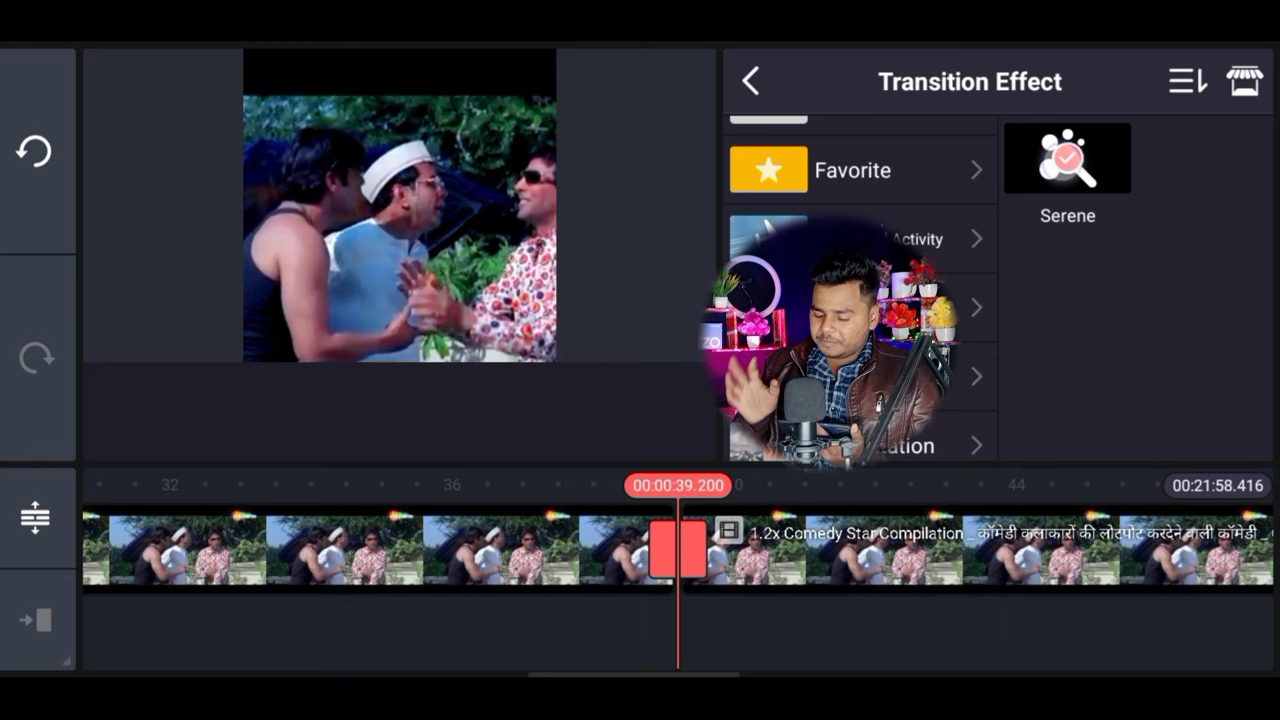 Transition Effect
Favorite
Activity
Serene
ation
32
36
00:00:39.200
0
44
00:21:58.416
1.2x Comedy Star Compilation _ कॉमेडी कलाकारों की लोटपोट करदेने वाली कॉमेडी _